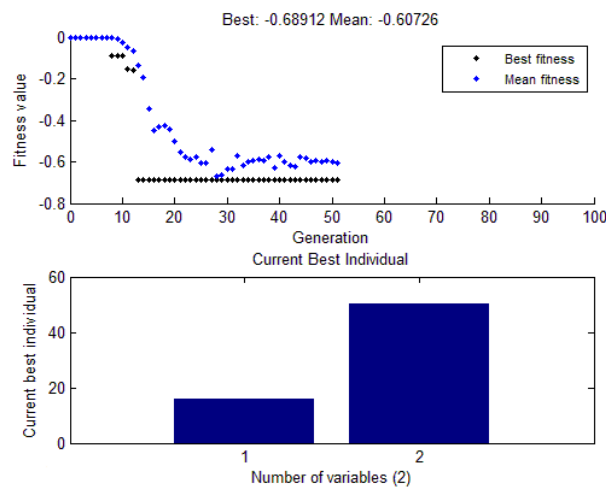 Best: -0.68912 Mean: -0.60726
0
-0.2
-0.4
-0.6
-0.8
Fitness value
Best fitness
Mean fitness
0 10 20 30 40 50 60 70 80 90 100
Generation
Current Best Individual
60
40
20
0
Current best individual
1 2
Number of variables (2)